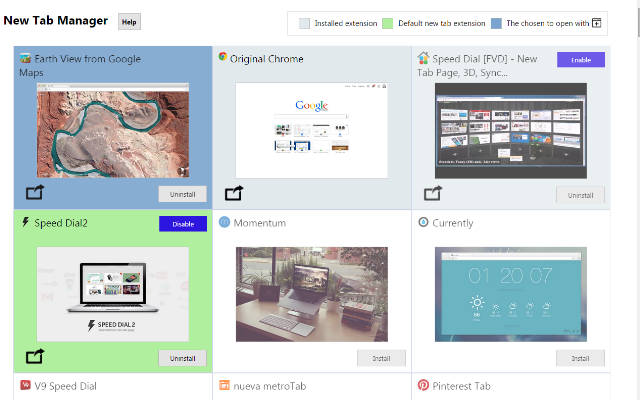 New Tab Manager
Help
Installed extension
Default new tab extension
The chosen to open with
Earth View from Google
Maps
Original Chrome
Speed Dial [FVD] - New
Tab Page, 3D, Sync...
Enable
Google
Uninstall
Uninstall
Speed Dial2
Disable
Momentum
Currently
SPEED DIAL 2
01 20 07
Uninstall
Install
Install
V9 Speed Dial
nueva metroTab
Pinterest Tab